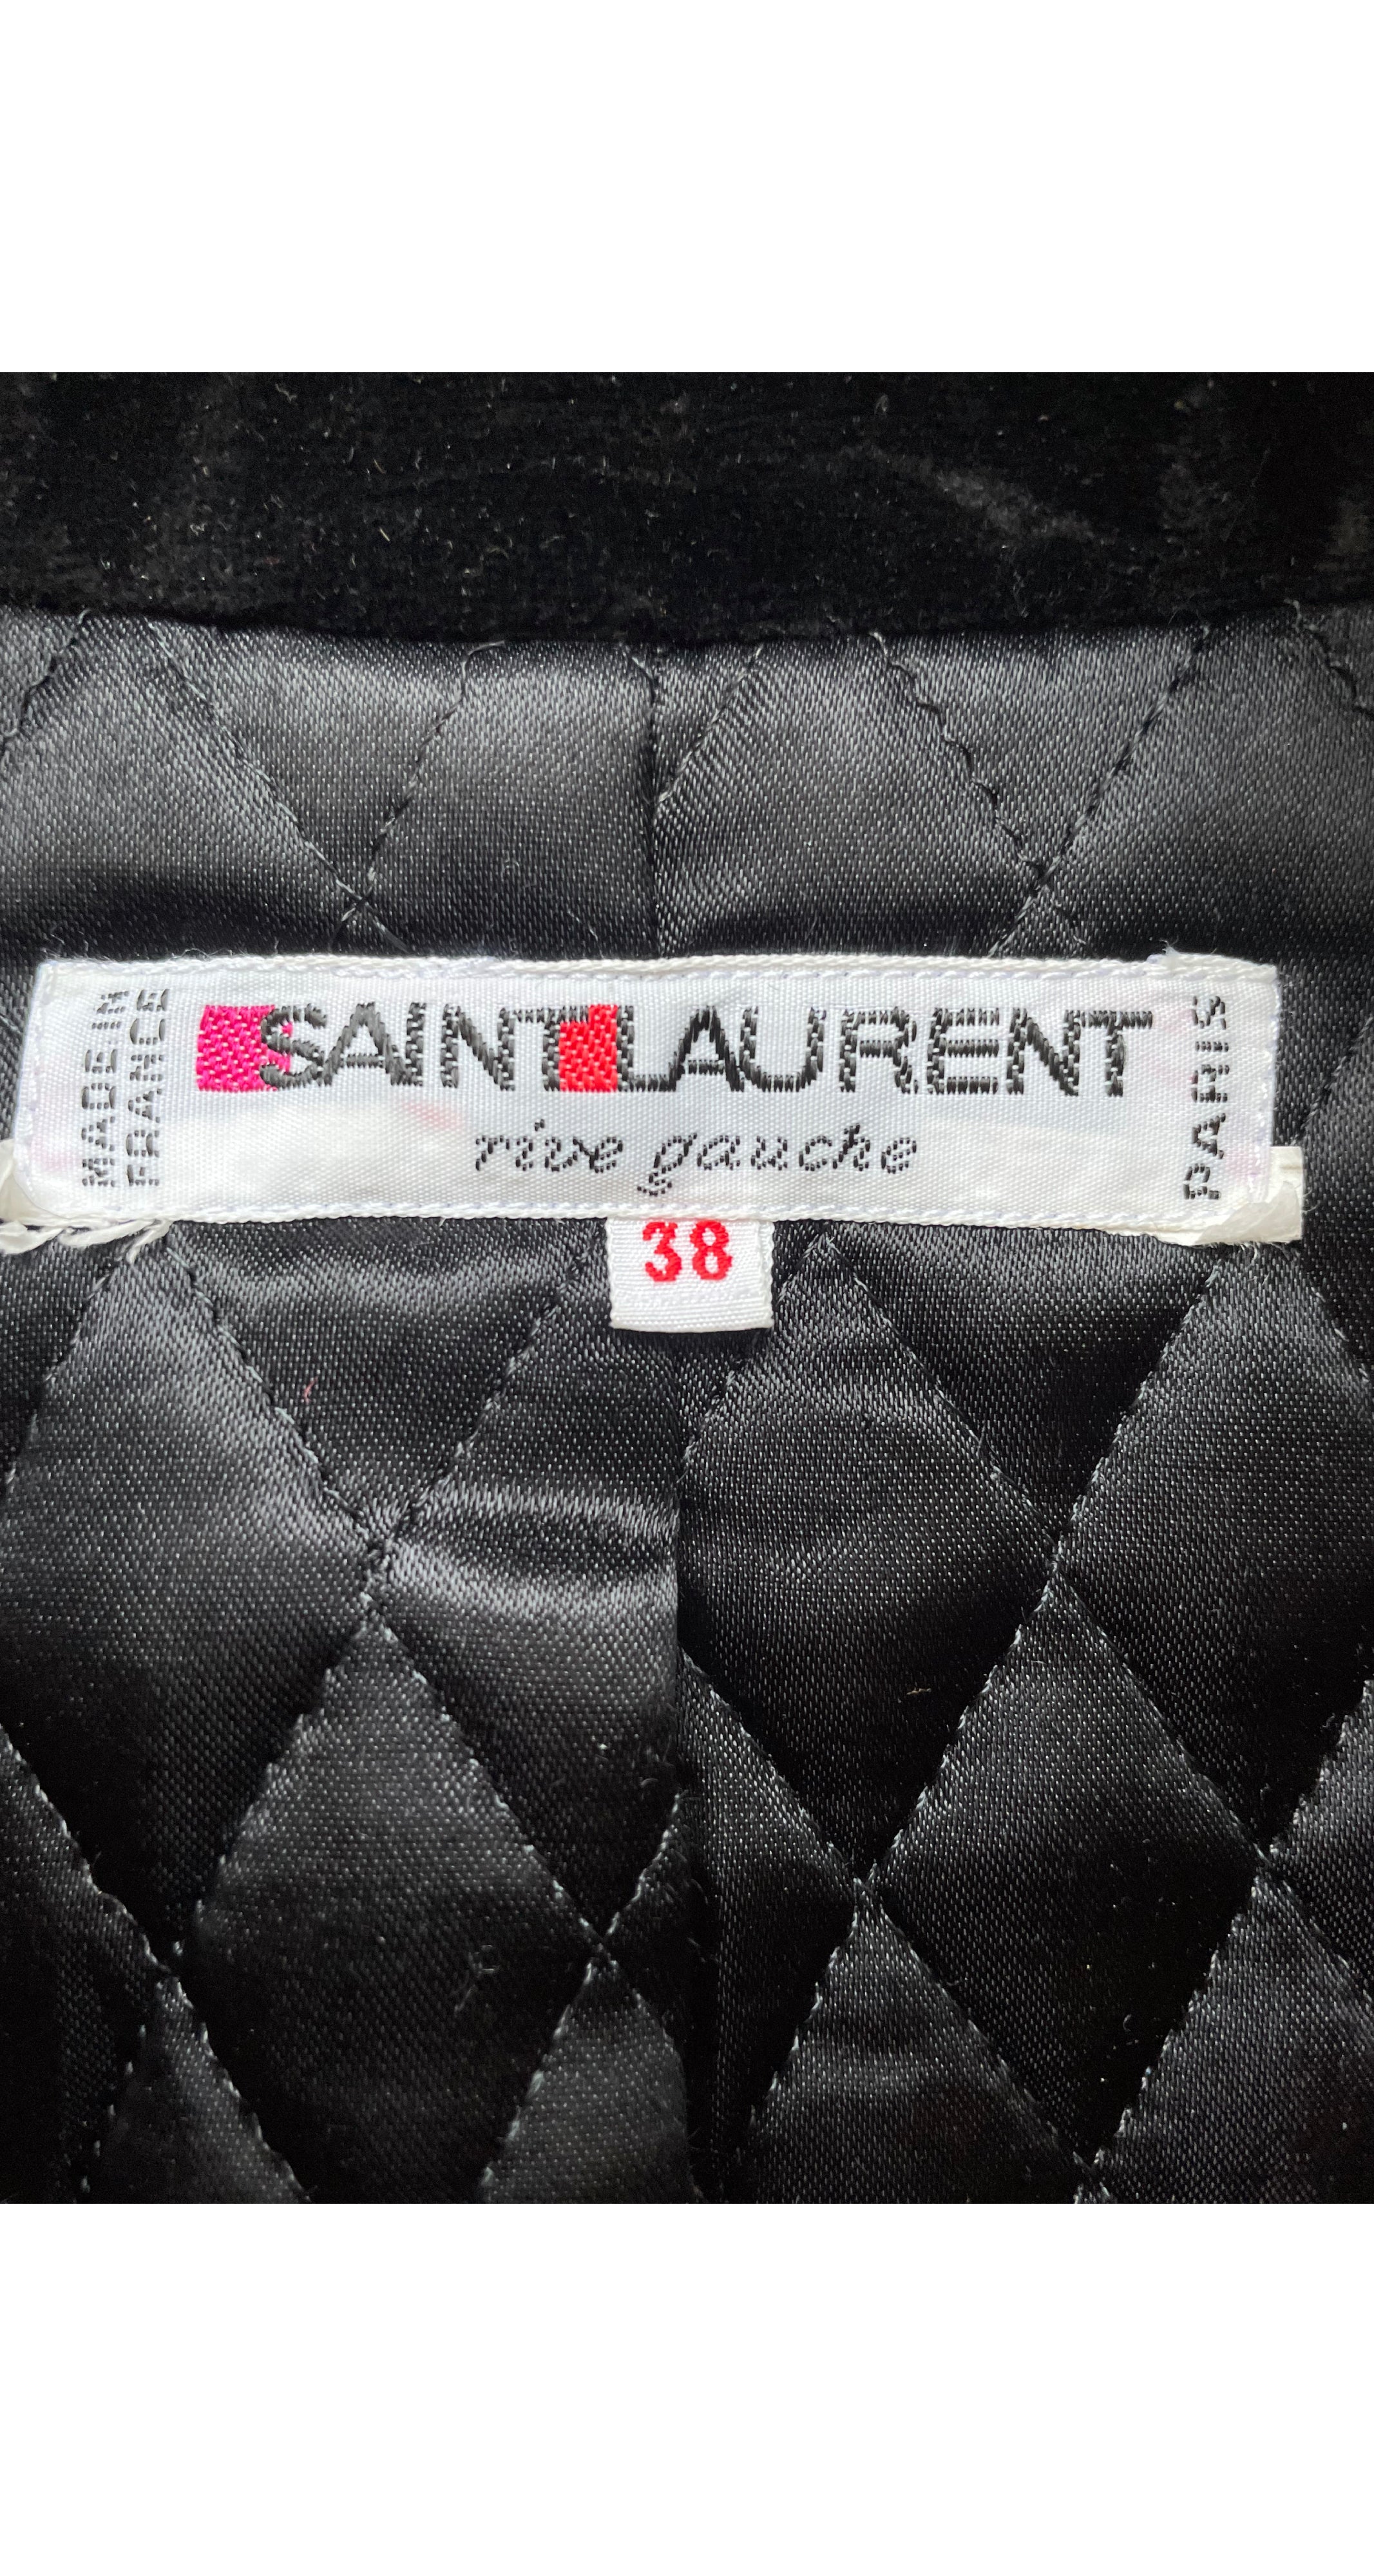 MADE IN
FRANCE
SAINT LAURENT
rive gauche
PARIS
38